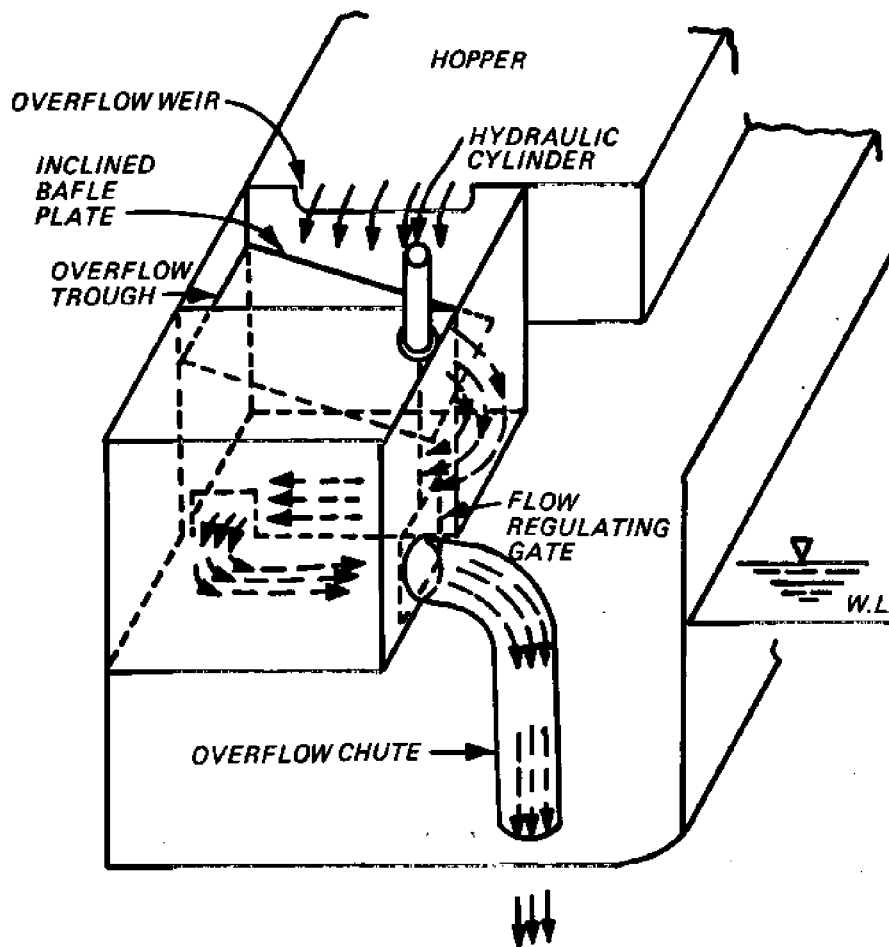 HOPPER
OVERFLOW WEIR
HYDRAULIC
CYLINDER
INCLINED
BAFLE
PLATE
OVERFLOW
TROUGH
FLOW
REGULATING
GATE
W.L.
OVERFLOW CHUTE